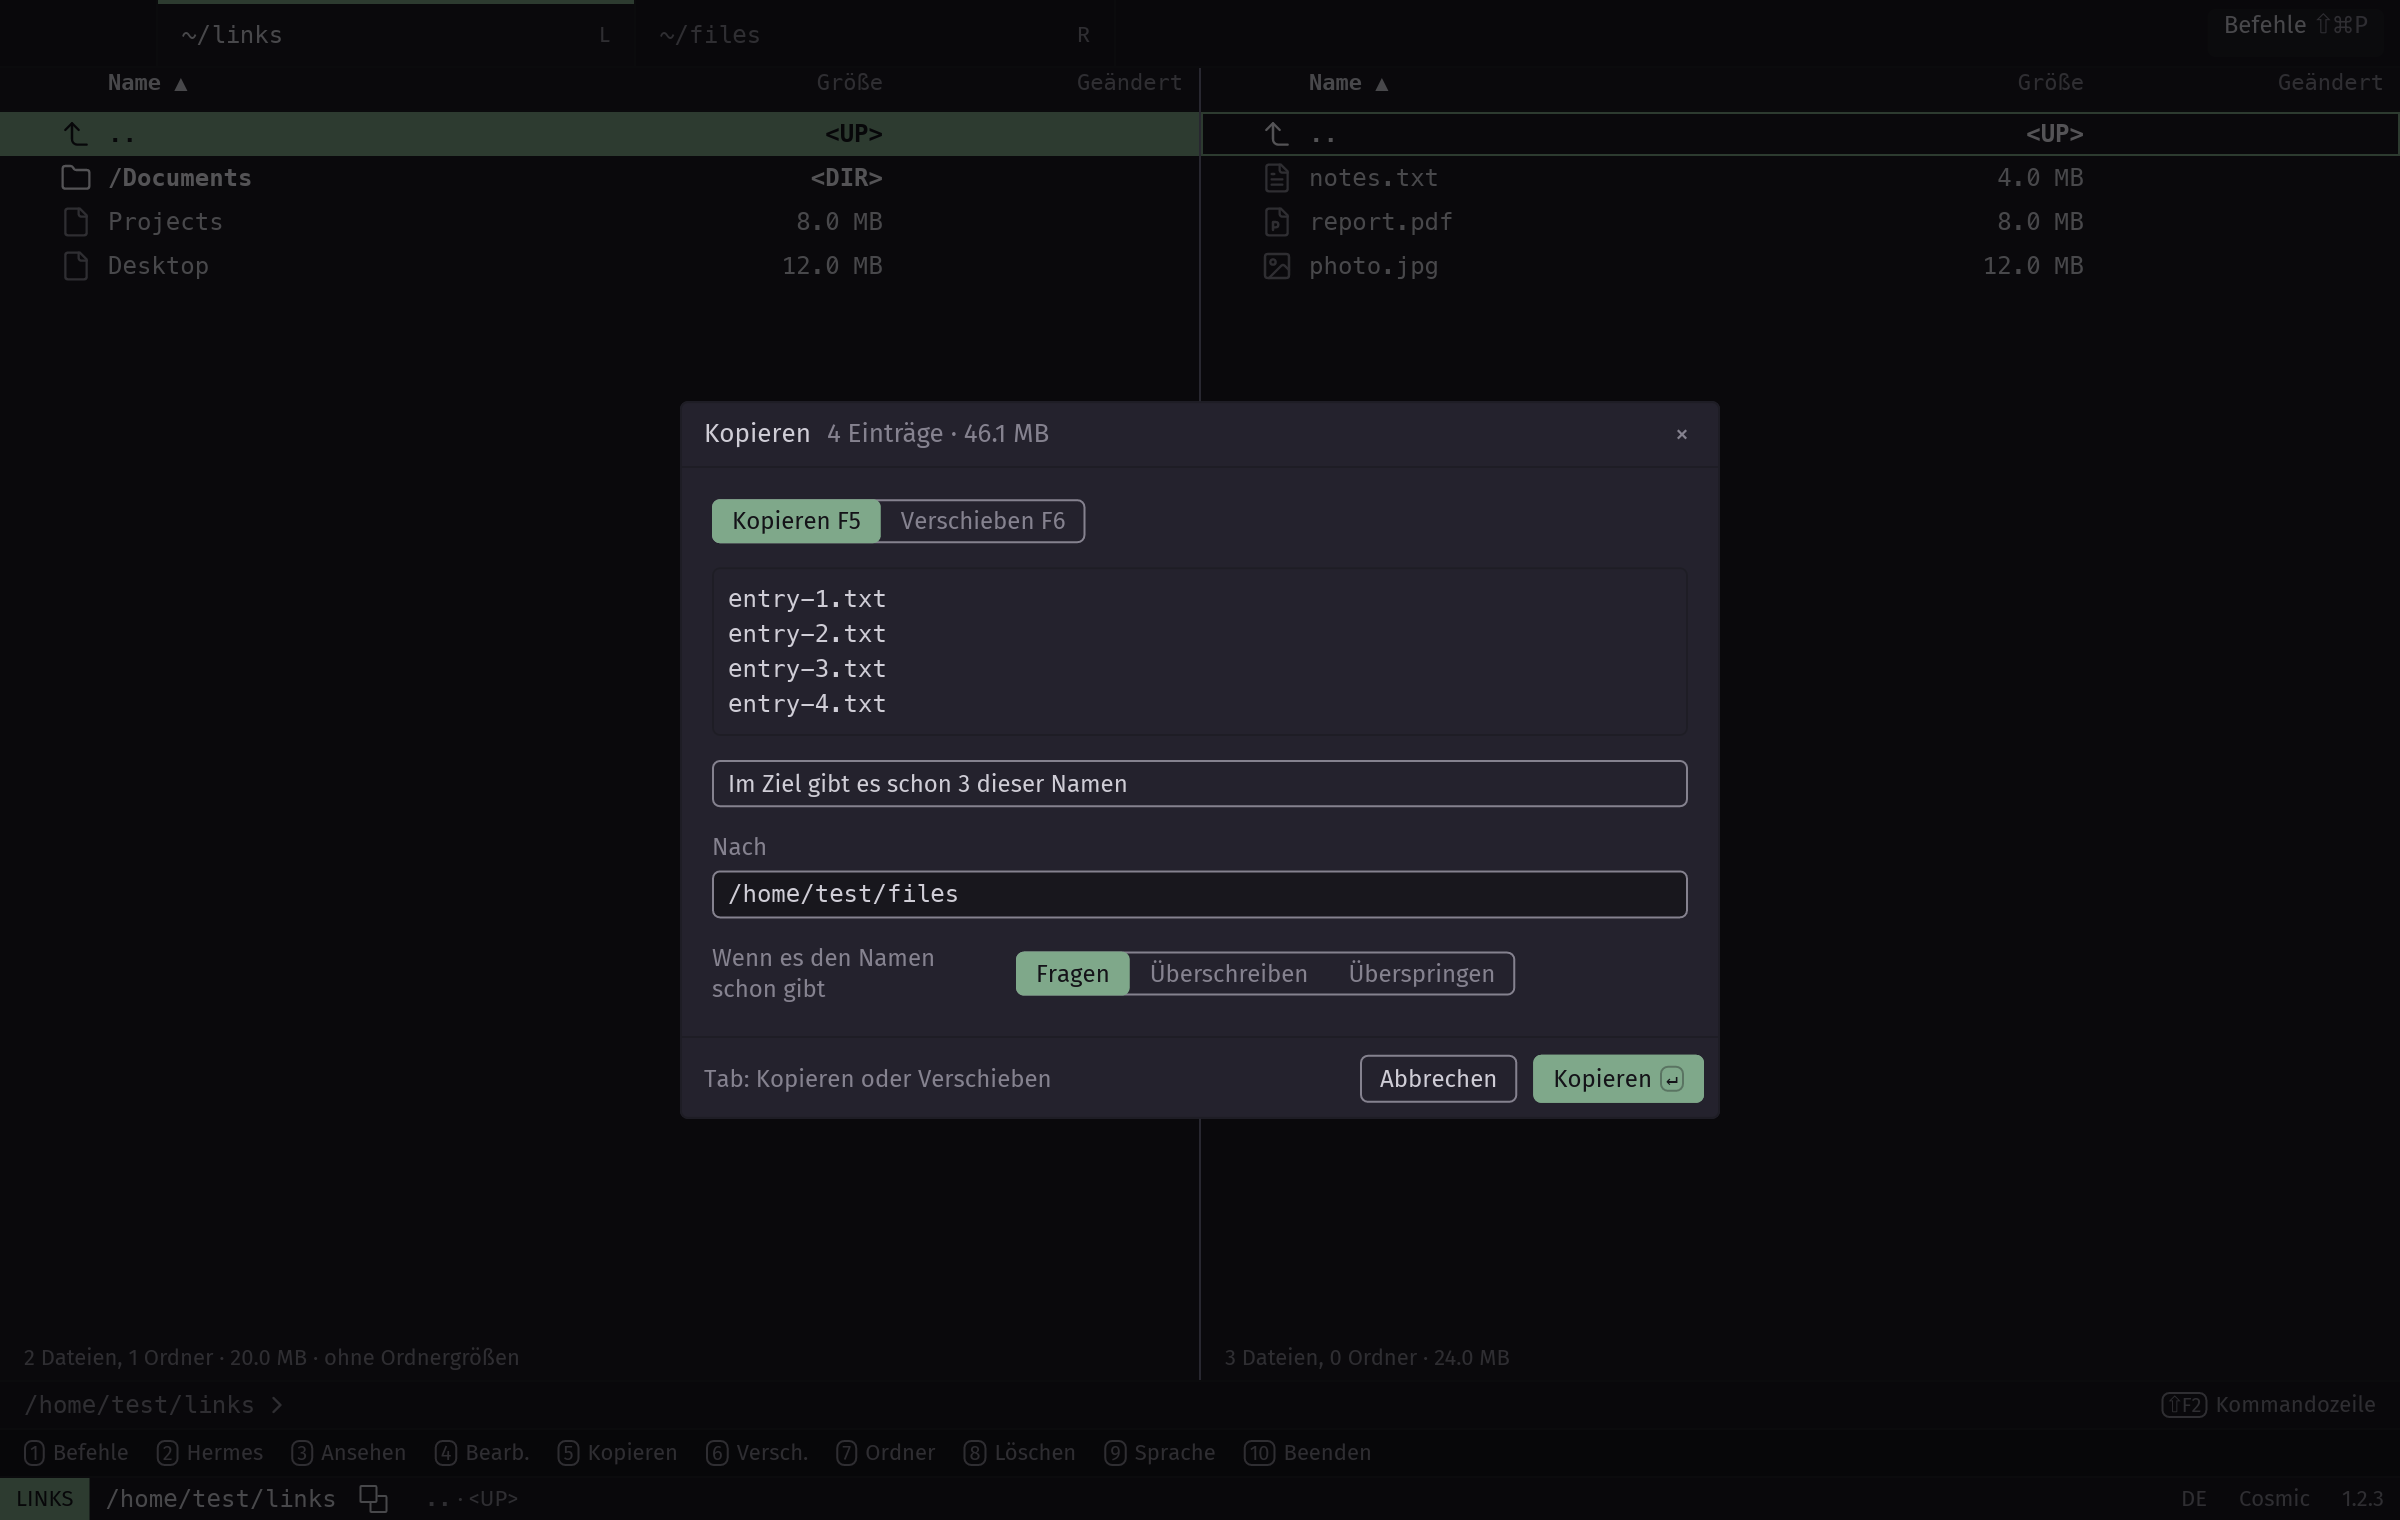 ~/links L ~/files R Befehle ⇧⌘P
Name ▲ Größe Geändert Name ▲ Größe Geändert
.. <UP> .. <UP>
/Documents <DIR> notes.txt 4.0 MB
Projects 8.0 MB report.pdf 8.0 MB
Desktop 12.0 MB photo.jpg 12.0 MB
Kopieren 4 Einträge · 46.1 MB ×
Kopieren F5 Verschieben F6
entry-1.txt
entry-2.txt
entry-3.txt
entry-4.txt
Im Ziel gibt es schon 3 dieser Namen
Nach
/home/test/files
Wenn es den Namen
schon gibt
Fragen Überschreiben Überspringen
Tab: Kopieren oder Verschieben Abbrechen Kopieren ↵
2 Dateien, 1 Ordner · 20.0 MB · ohne Ordnergrößen 3 Dateien, 0 Ordner · 24.0 MB
/home/test/links > ⇧F2 Kommandozeile
1 Befehle 2 Hermes 3 Ansehen 4 Bearb. 5 Kopieren 6 Versch. 7 Ordner 8 Löschen 9 Sprache 10 Beenden
LINKS /home/test/links .. · <UP> DE Cosmic 1.2.3